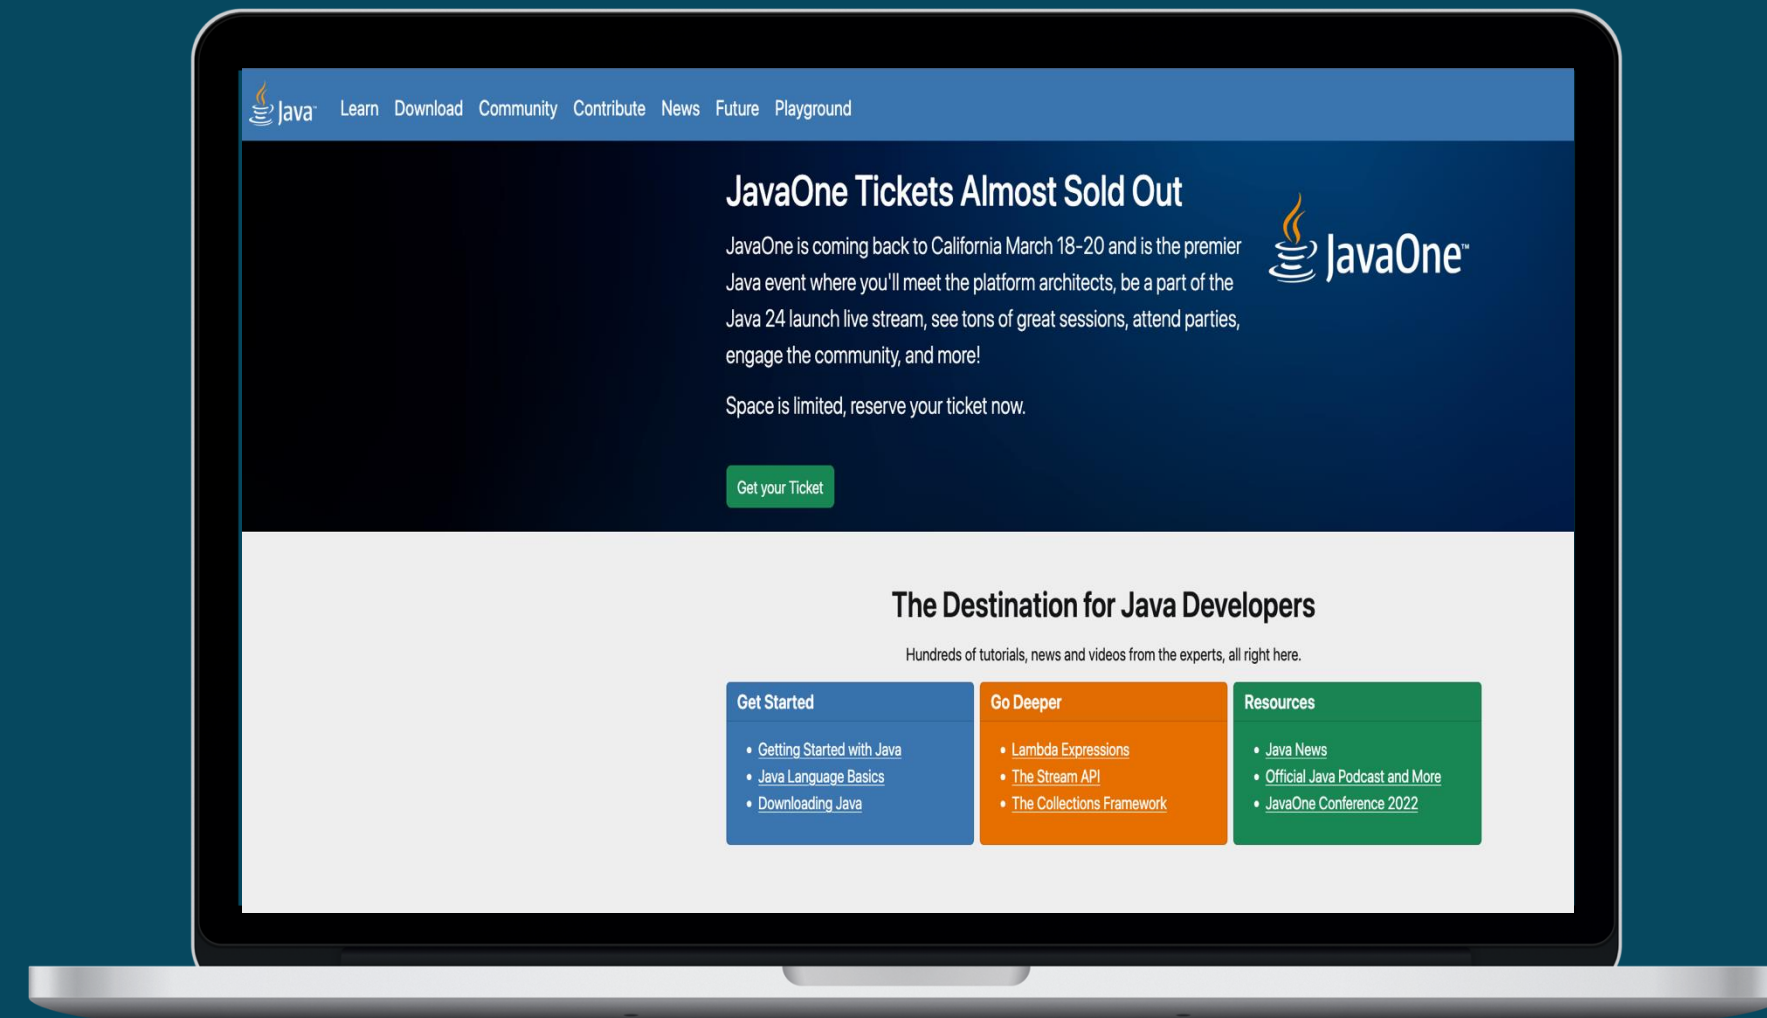 Java™ Learn Download Community Contribute News Future Playground
JavaOne Tickets Almost Sold Out
JavaOne is coming back to California March 18-20 and is the premier
Java event where you'll meet the platform architects, be a part of the
Java 24 launch live stream, see tons of great sessions, attend parties,
engage the community, and more!
JavaOne™
Space is limited, reserve your ticket now.
Get your Ticket
The Destination for Java Developers
Hundreds of tutorials, news and videos from the experts, all right here.
Get Started
• Getting Started with Java
• Java Language Basics
• Downloading Java
Go Deeper
• Lambda Expressions
• The Stream API
• The Collections Framework
Resources
• Java News
• Official Java Podcast and More
• JavaOne Conference 2022